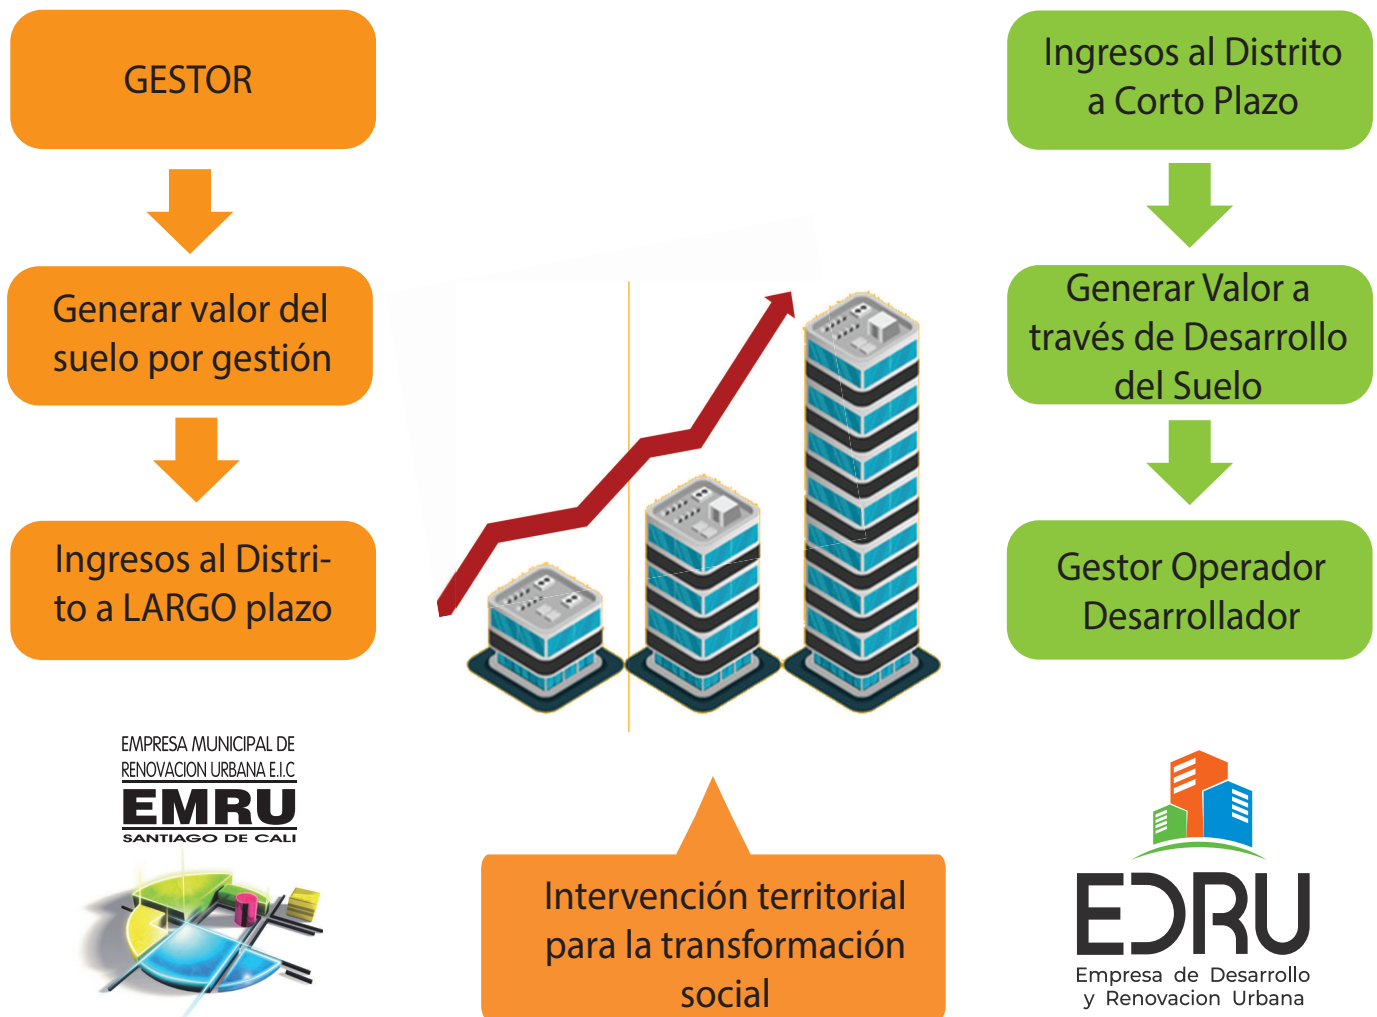 GESTOR
Generar valor del
suelo por gestión
Ingresos al Distri-
to a LARGO plazo
EMPRESA MUNICIPAL DE
RENOVACION URBANA E.I.C
EMRU
SANTIAGO DE CALI
Intervención territorial
para la transformación
social
Ingresos al Distrito
a Corto Plazo
Generar Valor a
través de Desarrollo
del Suelo
Gestor Operador
Desarrollador
EDRU
Empresa de Desarrollo
y Renovacion Urbana